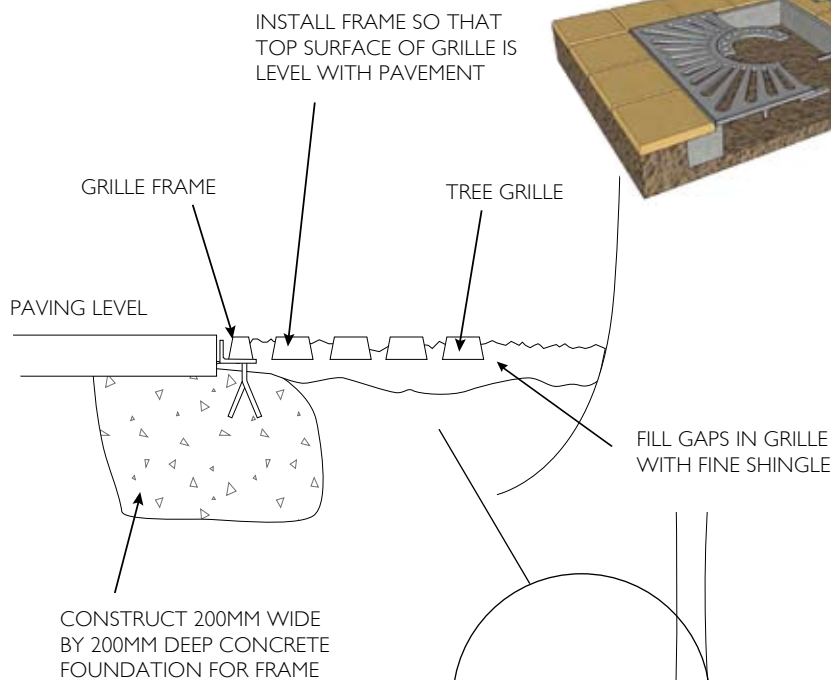 INSTALL FRAME SO THAT
TOP SURFACE OF GRILLE IS
LEVEL WITH PAVEMENT
GRILLE FRAME
TREE GRILLE
PAVING LEVEL
FILL GAPS IN GRILLE
WITH FINE SHINGLE
CONSTRUCT 200MM WIDE
BY 200MM DEEP CONCRETE
FOUNDATION FOR FRAME